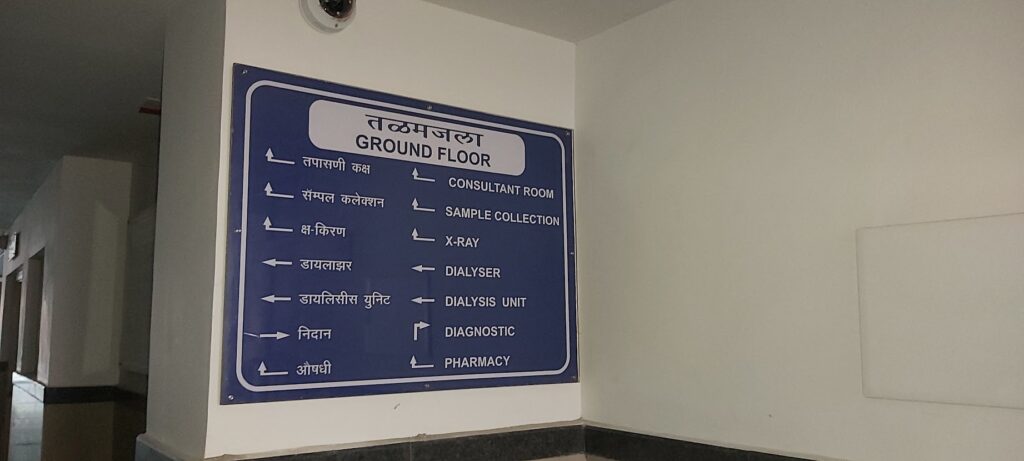 तळमजला
GROUND FLOOR
तपासणी कक्ष
सॅम्पल कलेक्शन
क्ष-किरण
डायलाझर
डायलिसीस युनिट
निदान
औषधी
CONSULTANT ROOM
SAMPLE COLLECTION
X-RAY
DIALYSER
DIALYSIS UNIT
DIAGNOSTIC
PHARMACY